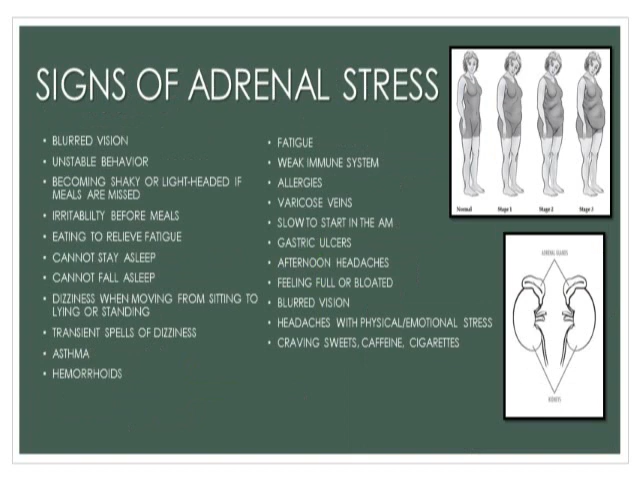 SIGNS OF ADRENAL STRESS
• BLURRED VISION
• UNSTABLE BEHAVIOR
• BECOMING SHAKY OR LIGHT-HEADED IF
MEALS ARE MISSED
• IRRITABLILTY BEFORE MEALS
• EATING TO RELIEVE FATIGUE
• CANNOT STAY ASLEEP
• CANNOT FALL ASLEEP
• DIZZINESS WHEN MOVING FROM SITTING TO
LYING OR STANDING
• TRANSIENT SPELLS OF DIZZINESS
• ASTHMA
• HEMORRHOIDS
• FATIGUE
• WEAK IMMUNE SYSTEM
• ALLERGIES
• VARICOSE VEINS
• SLOW TO START IN THE AM
• GASTRIC ULCERS
• AFTERNOON HEADACHES
• FEELING FULL OR BLOATED
• BLURRED VISION
• HEADACHES WITH PHYSICAL/EMOTIONAL STRESS
• CRAVING SWEETS, CAFFEINE, CIGARETTES
Normal Stage 1 Stage 2 Stage 3
ADRENAL GLANDS
KIDNEYS